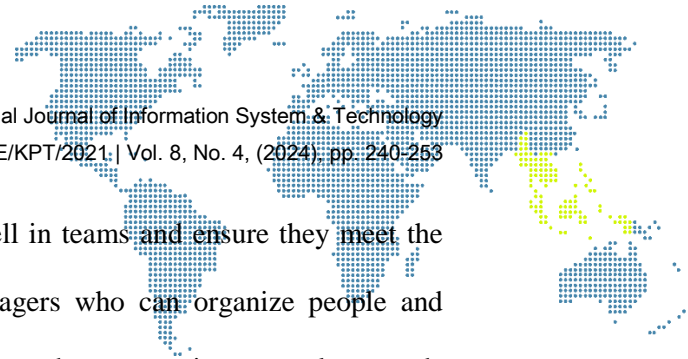 al Journal of Information System & Technology
E/KPT/2021 | Vol. 8, No. 4, (2024), pp. 240-253
ell in teams and ensure they meet the
agers who can organize people and